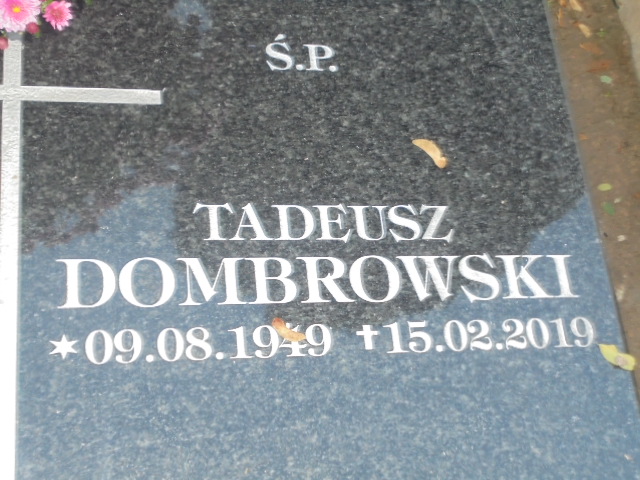 Ś.P.
TADEUSZ
DOMBROWSKI
* 09.08.1949 ✝ 15.02.2019